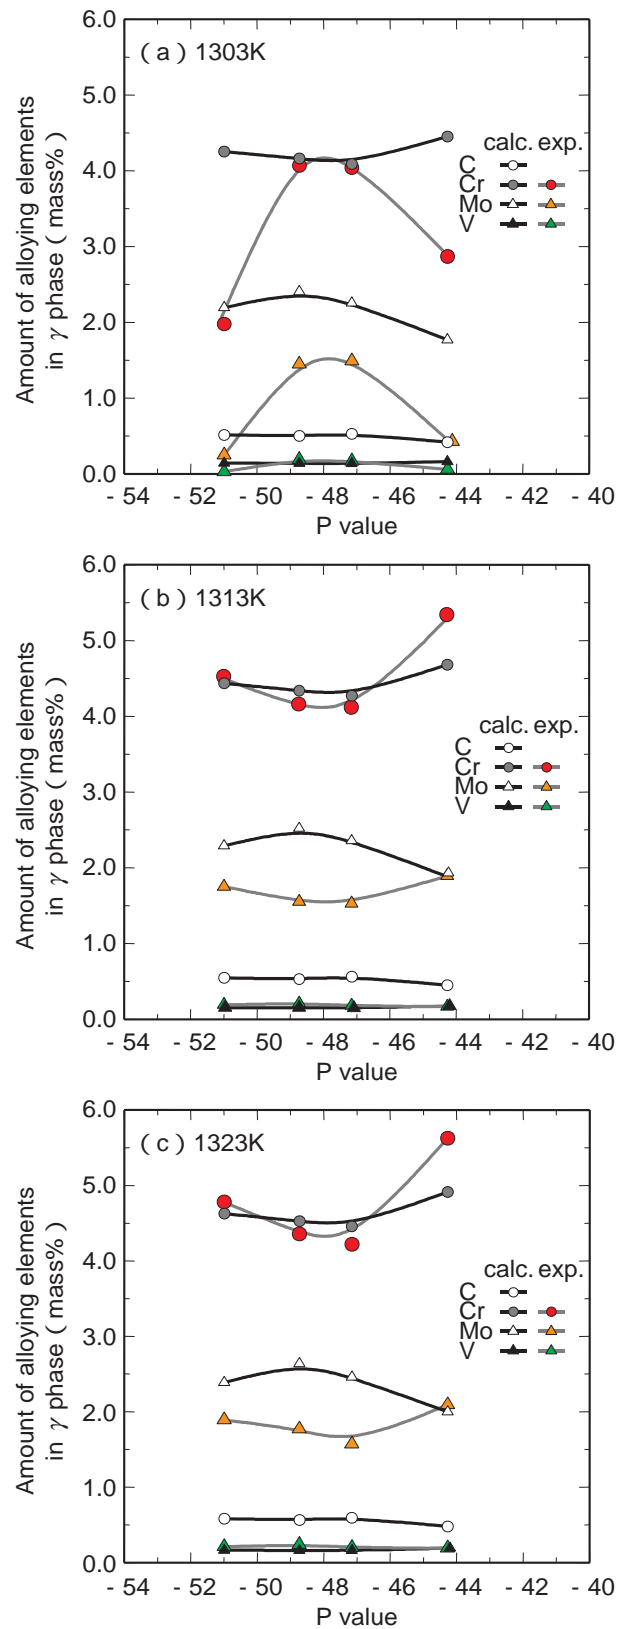 6.0
( a ) 1303K
5.0
calc. exp.
C
4.0
Cr
Mo
V
3.0
2.0
1.0
0.0
Amount of alloying elements
in γ phase ( mass% )
- 54 - 52 - 50 - 48 - 46 - 44 - 42 - 40
P value
6.0
( b ) 1313K
5.0
4.0
calc. exp.
C
Cr
Mo
V
3.0
2.0
1.0
0.0
Amount of alloying elements
in γ phase ( mass% )
- 54 - 52 - 50 - 48 - 46 - 44 - 42 - 40
P value
6.0
( c ) 1323K
5.0
4.0
calc. exp.
C
Cr
Mo
V
3.0
2.0
1.0
0.0
Amount of alloying elements
in γ phase ( mass% )
- 54 - 52 - 50 - 48 - 46 - 44 - 42 - 40
P value